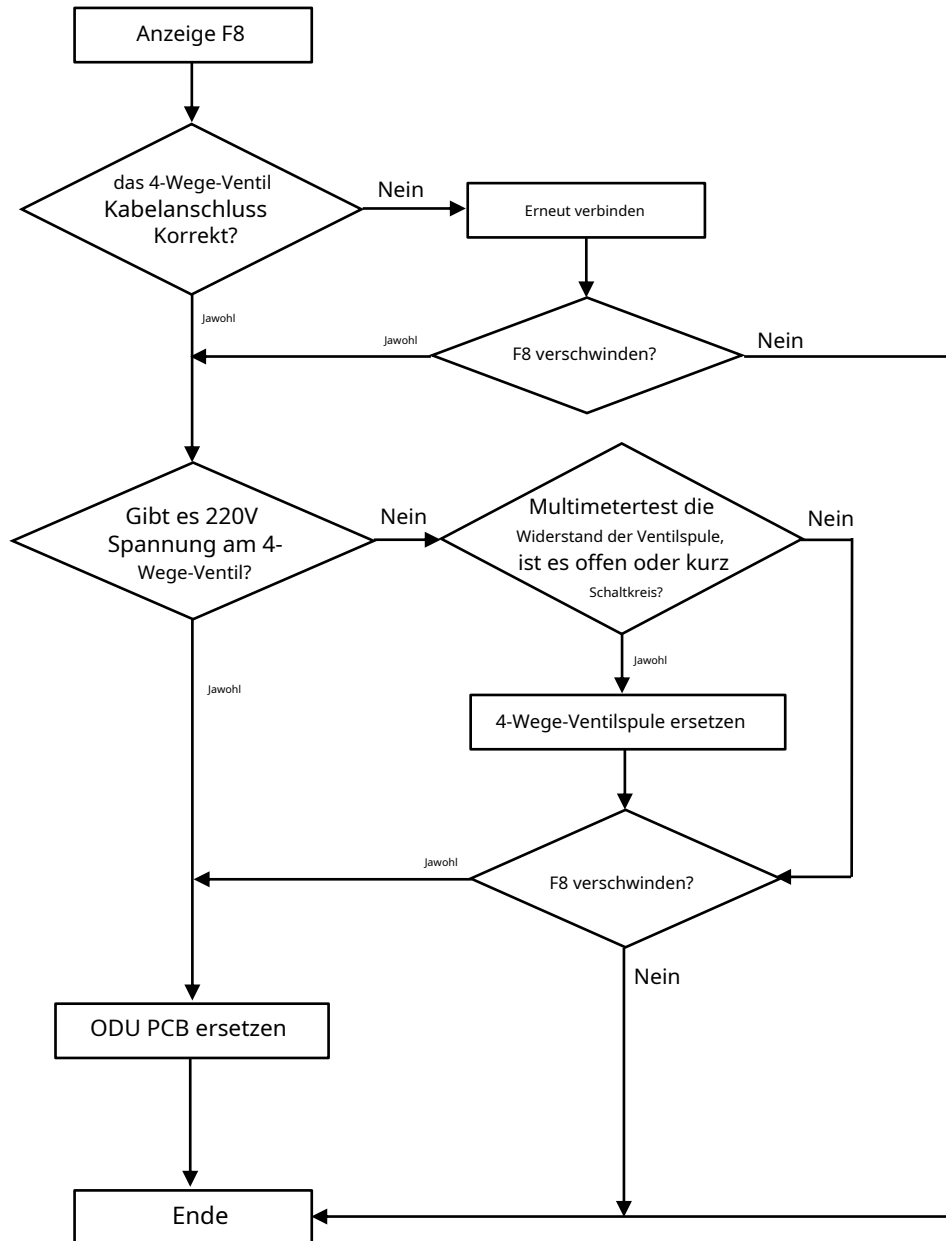 Anzeige F8
das 4-Wege-Ventil
Kabelanschluss
Korrekt?
Nein
Erneut verbinden
Jawohl
Jawohl
F8 verschwinden?
Nein
Gibt es 220V
Spannung am 4-
Wege-Ventil?
Nein
Multimetertest die
Widerstand der Ventilspule,
ist es offen oder kurz
Schaltkreis?
Nein
Jawohl
Jawohl
4-Wege-Ventilspule ersetzen
Jawohl
F8 verschwinden?
Nein
ODU PCB ersetzen
Ende